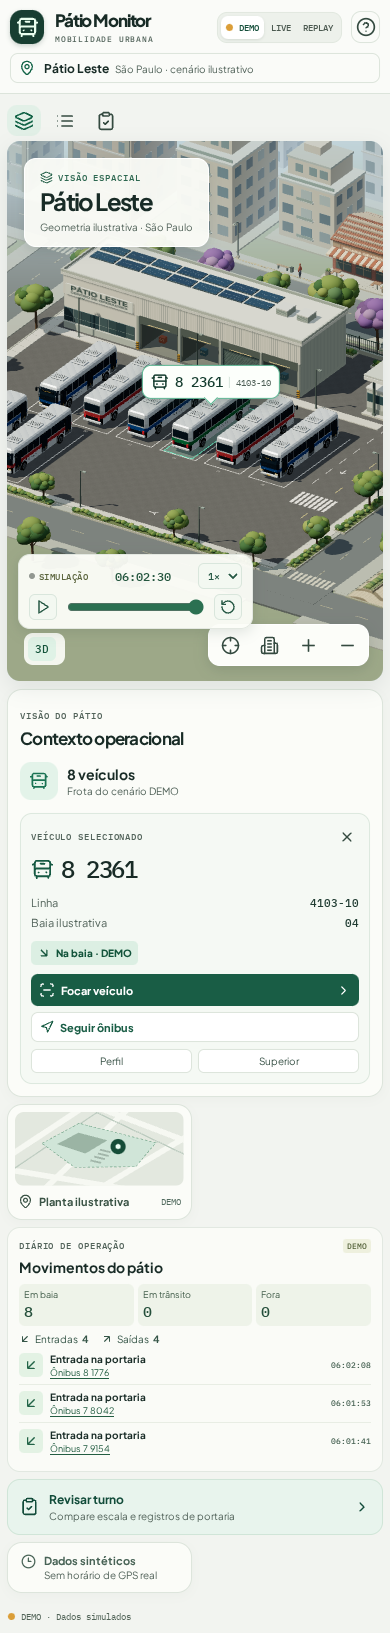 Pátio Monitor
MOBILIDADE URBANA
DEMO LIVE REPLAY
Pátio Leste São Paulo · cenário ilustrativo
VISÃO ESPACIAL
Pátio Leste
Geometria ilustrativa · São Paulo
PÁTIO LESTE
8 2361 4103-10
SIMULAÇÃO 06:02:30 1×
3D
VISÃO DO PÁTIO
Contexto operacional
8 veículos
Frota do cenário DEMO
VEÍCULO SELECIONADO
8 2361
Linha 4103-10
Baia ilustrativa 04
Na baia · DEMO
Focar veículo
Seguir ônibus
Perfil Superior
Planta ilustrativa DEMO
DIÁRIO DE OPERAÇÃO DEMO
Movimentos do pátio
Em baia Em trânsito Fora
8 0 0
Entradas 4 Saídas 4
Entrada na portaria 06:02:08
Ônibus 8 1776
Entrada na portaria 06:01:53
Ônibus 7 8042
Entrada na portaria 06:01:41
Ônibus 7 9154
Revisar turno
Compare escala e registros de portaria
Dados sintéticos
Sem horário de GPS real
DEMO · Dados simulados